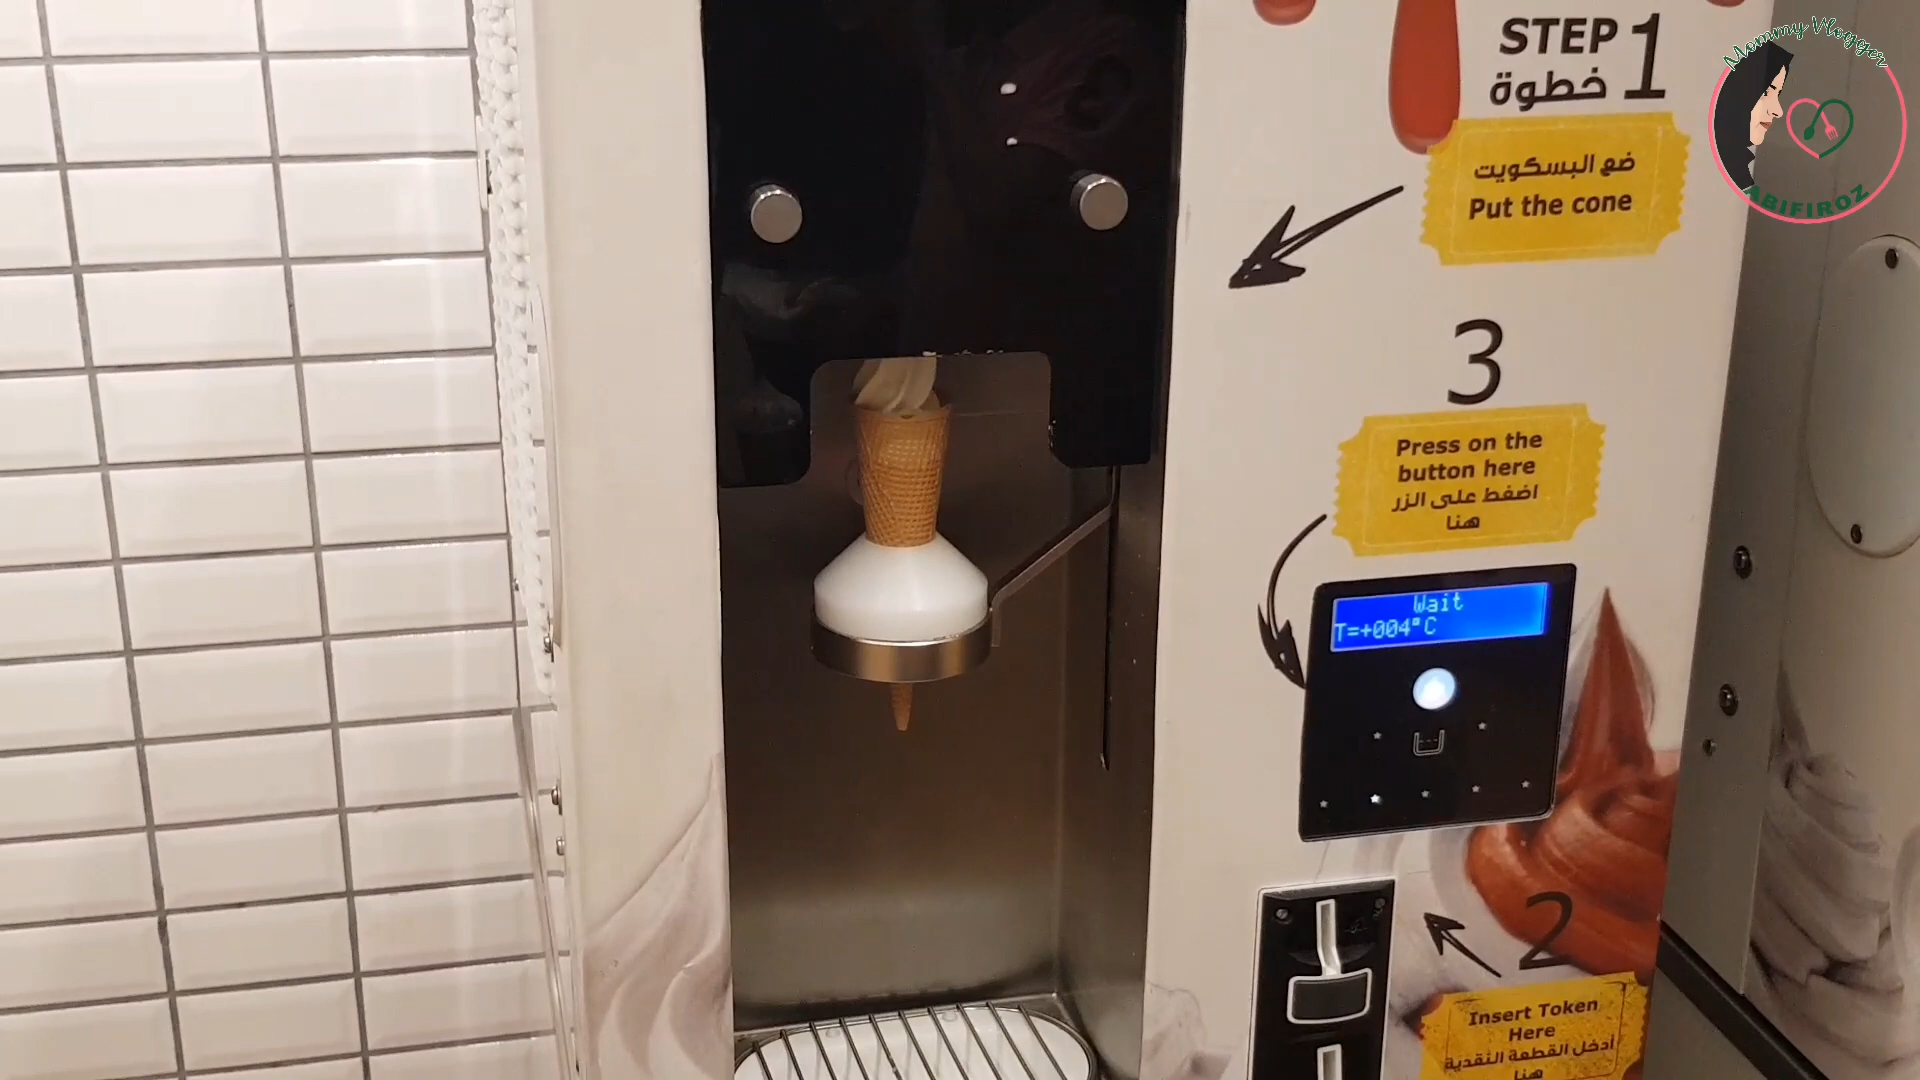 STEP 1
خطوة
ضع البسكويت
Put the cone
3
Press on the
button here
اضغط على الزر
هنا
Wait
T=+004°C
2
Insert Token
Here
أدخل القطعة النقدية
هنا
Mommy Vlogger
ABIFIROZ